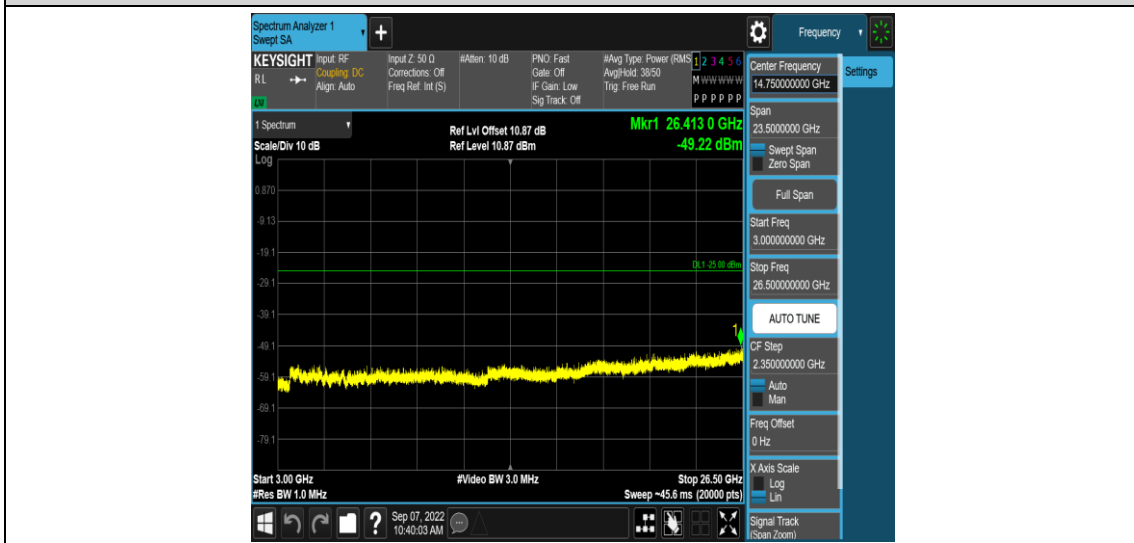 Spectrum Analyzer 1
Swept SA
+
Frequency
KEYSIGHT
RL
LXI
Input: RF
Coupling: DC
Align: Auto
Input Z: 50 Ω
Corrections: Off
Freq Ref: Int (S)
#Atten: 10 dB
PNO: Fast
Gate: Off
IF Gain: Low
Sig Track: Off
#Avg Type: Power (RMS
Avg|Hold: 38/50
Trig: Free Run
1 2 3 4 5 6
M W W W W W
P P P P P P
1 Spectrum
Scale/Div 10 dB
Ref Lvl Offset 10.87 dB
Ref Level 10.87 dBm
Mkr1 26.413 0 GHz
-49.22 dBm
Log
0.870
-9.13
-19.1
-29.1
-39.1
-49.1
-59.1
-69.1
-79.1
DL1 -25.00 dBm
1
Start 3.00 GHz
#Res BW 1.0 MHz
#Video BW 3.0 MHz
Stop 26.50 GHz
Sweep ~45.6 ms (20000 pts)
Center Frequency
14.750000000 GHz
Settings
Span
23.5000000 GHz
Swept Span
Zero Span
Full Span
Start Freq
3.000000000 GHz
Stop Freq
26.500000000 GHz
AUTO TUNE
CF Step
2.350000000 GHz
Auto
Man
Freq Offset
0 Hz
X Axis Scale
Log
Lin
Signal Track
(Span Zoom)
?
Sep 07, 2022
10:40:03 AM